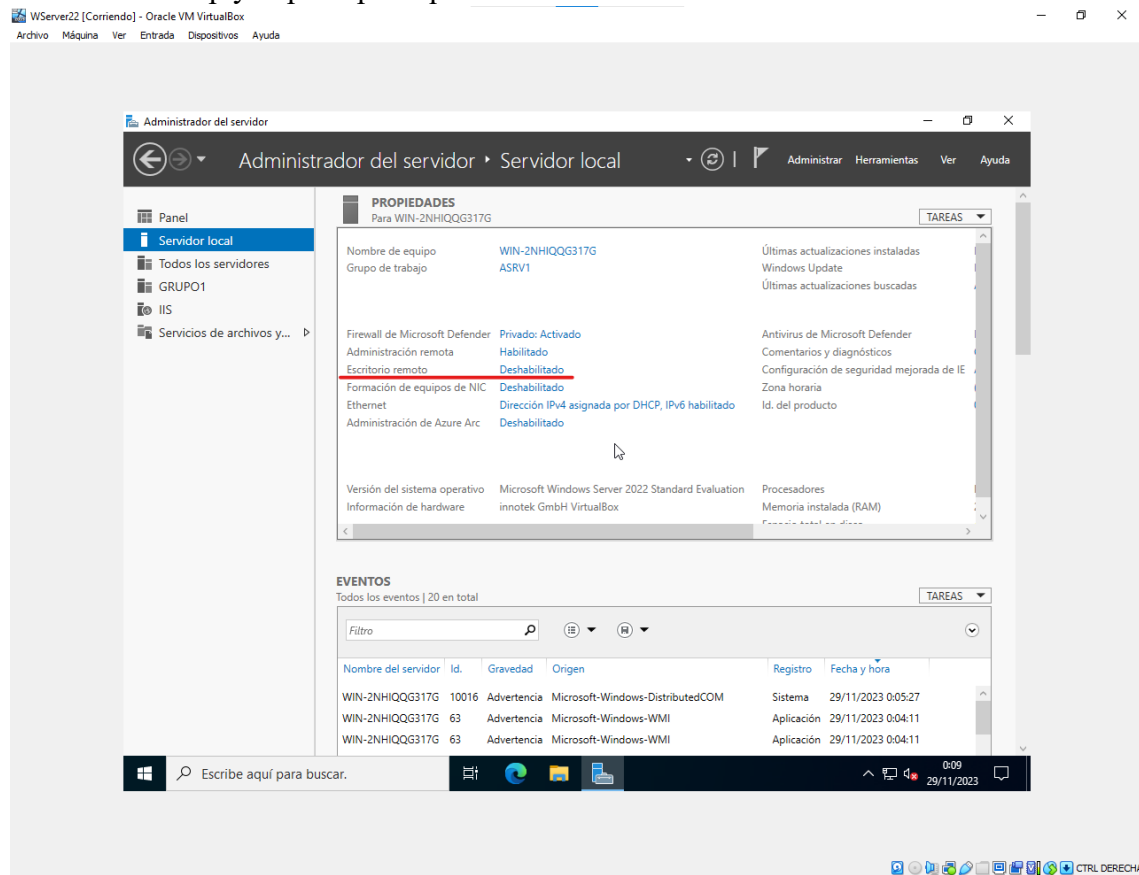 WServer22 [Corriendo] - Oracle VM VirtualBox
Archivo Máquina Ver Entrada Dispositivos Ayuda
Administrador del servidor
Administrador del servidor ‣ Servidor local
Administrar Herramientas Ver Ayuda
Panel
Servidor local
Todos los servidores
GRUPO1
IIS
Servicios de archivos y...
PROPIEDADES
Para WIN-2NHIQQG317G
TAREAS
Nombre de equipo WIN-2NHIQQG317G Últimas actualizaciones instaladas
Grupo de trabajo ASRV1 Windows Update
Últimas actualizaciones buscadas
Firewall de Microsoft Defender Privado: Activado Antivirus de Microsoft Defender
Administración remota Habilitado Comentarios y diagnósticos
Escritorio remoto Deshabilitado Configuración de seguridad mejorada de IE
Formación de equipos de NIC Deshabilitado Zona horaria
Ethernet Dirección IPv4 asignada por DHCP, IPv6 habilitado Id. del producto
Administración de Azure Arc Deshabilitado
Versión del sistema operativo Microsoft Windows Server 2022 Standard Evaluation Procesadores
Información de hardware innotek GmbH VirtualBox Memoria instalada (RAM)
EVENTOS
Todos los eventos | 20 en total
TAREAS
Filtro
Nombre del servidor Id. Gravedad Origen Registro Fecha y hora
WIN-2NHIQQG317G 10016 Advertencia Microsoft-Windows-DistributedCOM Sistema 29/11/2023 0:05:27
WIN-2NHIQQG317G 63 Advertencia Microsoft-Windows-WMI Aplicación 29/11/2023 0:04:11
WIN-2NHIQQG317G 63 Advertencia Microsoft-Windows-WMI Aplicación 29/11/2023 0:04:11
Escribe aquí para buscar.
0:09
29/11/2023
CTRL DERECHA